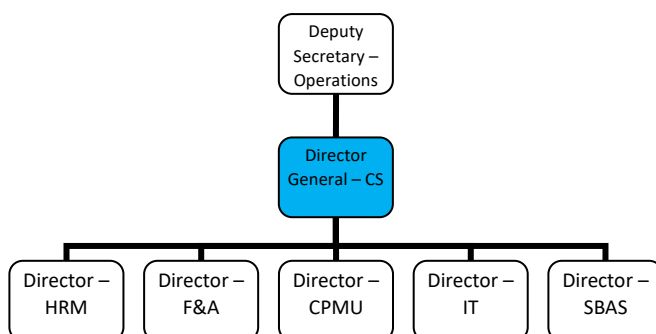 Deputy
Secretary –
Operations
Director
General – CS
Director –
HRM
Director –
F&A
Director –
CPMU
Director –
IT
Director –
SBAS